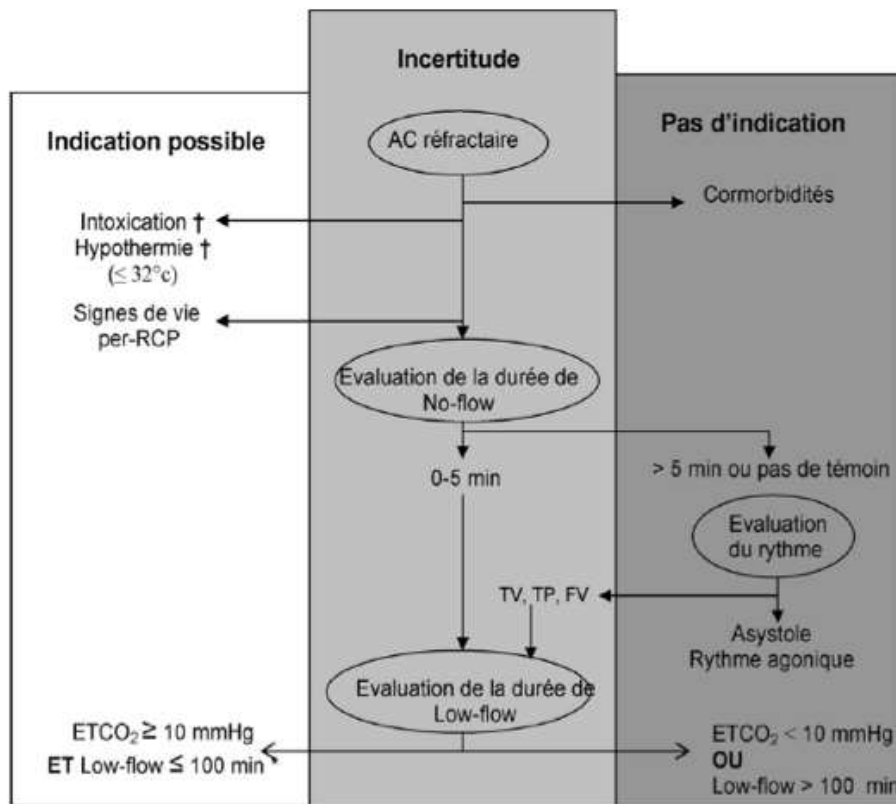 Incertitude
Indication possible
Pas d'indication
AC réfractaire
Cormorbidités
Intoxication †
Hypothermie †
(≤ 32°c)
Signes de vie
per-RCP
Evaluation de la durée de
No-flow
0-5 min
> 5 min ou pas de témoin
Evaluation
du rythme
TV, TP, FV
Asystole
Rythme agonique
Evaluation de la durée de
Low-flow
ETCO₂ ≥ 10 mmHg
ET Low-flow ≤ 100 min
ETCO₂ < 10 mmHg
OU
Low-flow > 100 min